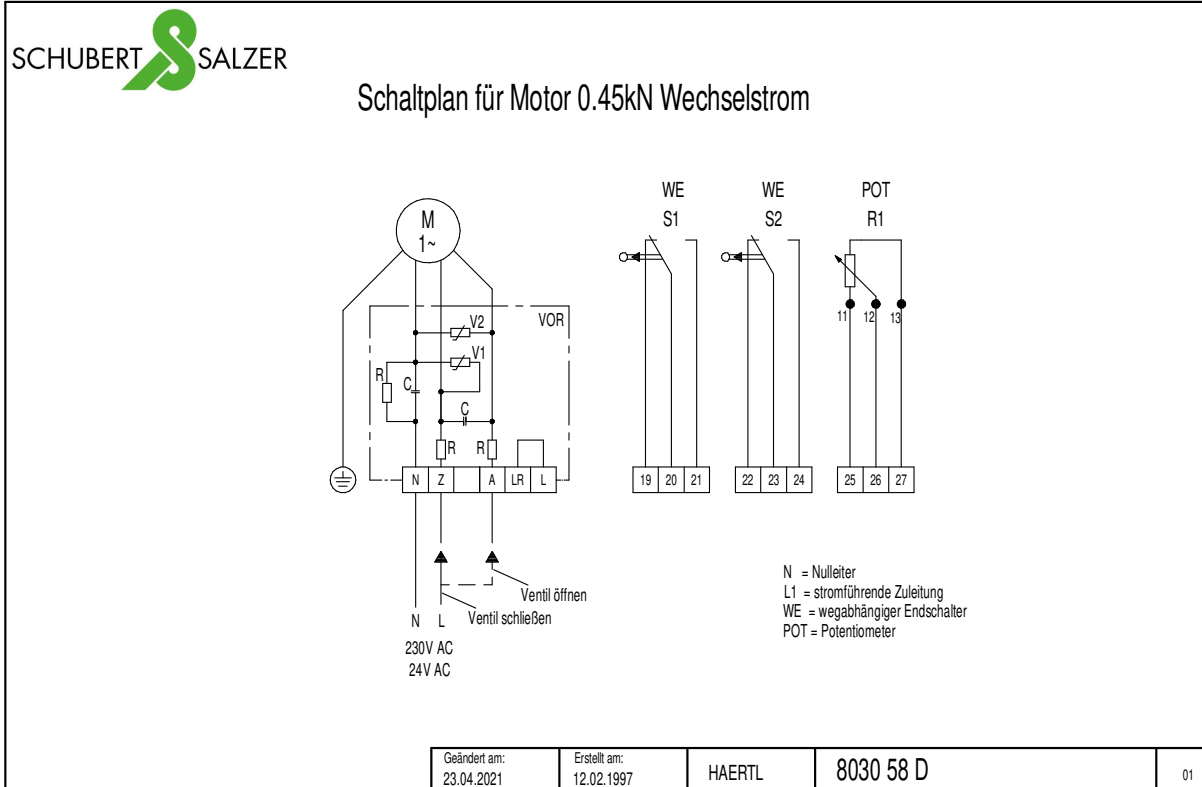 SCHUBERT SALZER
Schaltplan für Motor 0.45kN Wechselstrom
WE
S1
WE
S2
POT
R1
M
1~
11
12
13
VOR
V2
V1
R
C
C
R
R
N
Z
A
LR
L
19
20
21
22
23
24
25
26
27
Ventil öffnen
Ventil schließen
N L
230V AC
24V AC
N = Nulleiter
L1 = stromführende Zuleitung
WE = wegabhängiger Endschalter
POT = Potentiometer
Geändert am:
23.04.2021
Erstellt am:
12.02.1997
HAERTL
8030 58 D
01